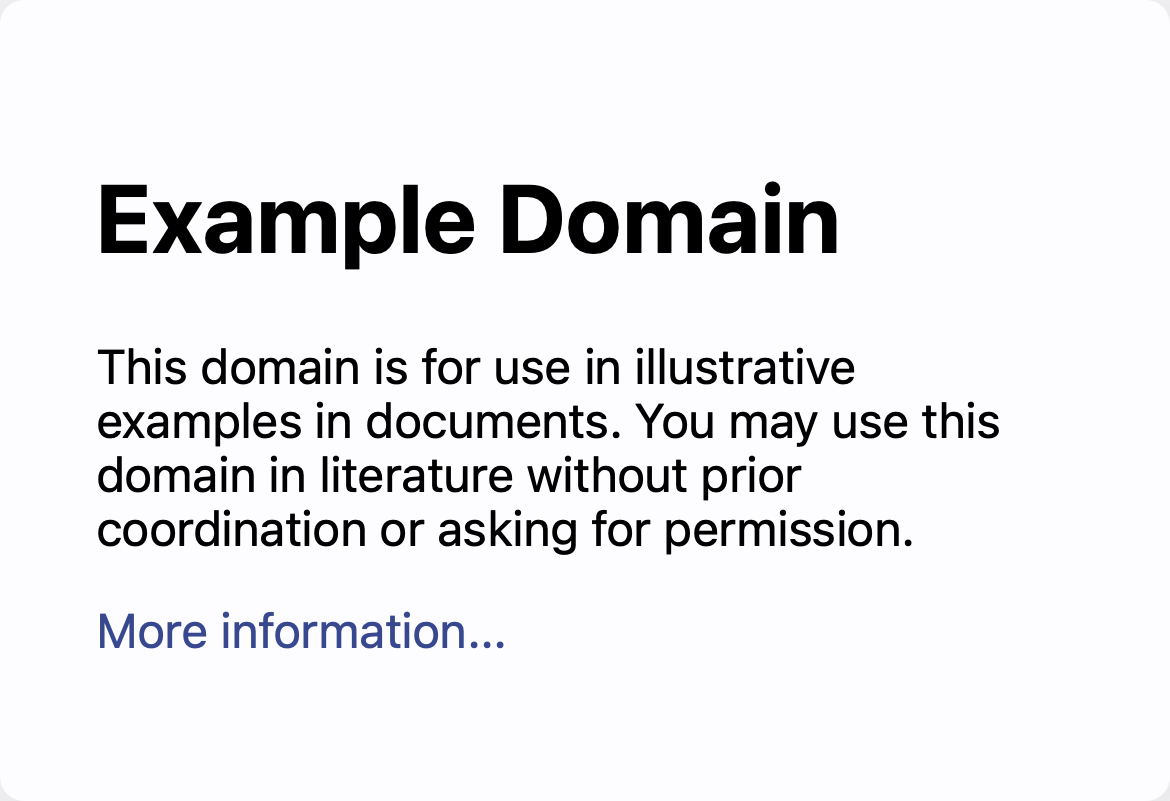 Example Domain
This domain is for use in illustrative
examples in documents. You may use this
domain in literature without prior
coordination or asking for permission.
More information...